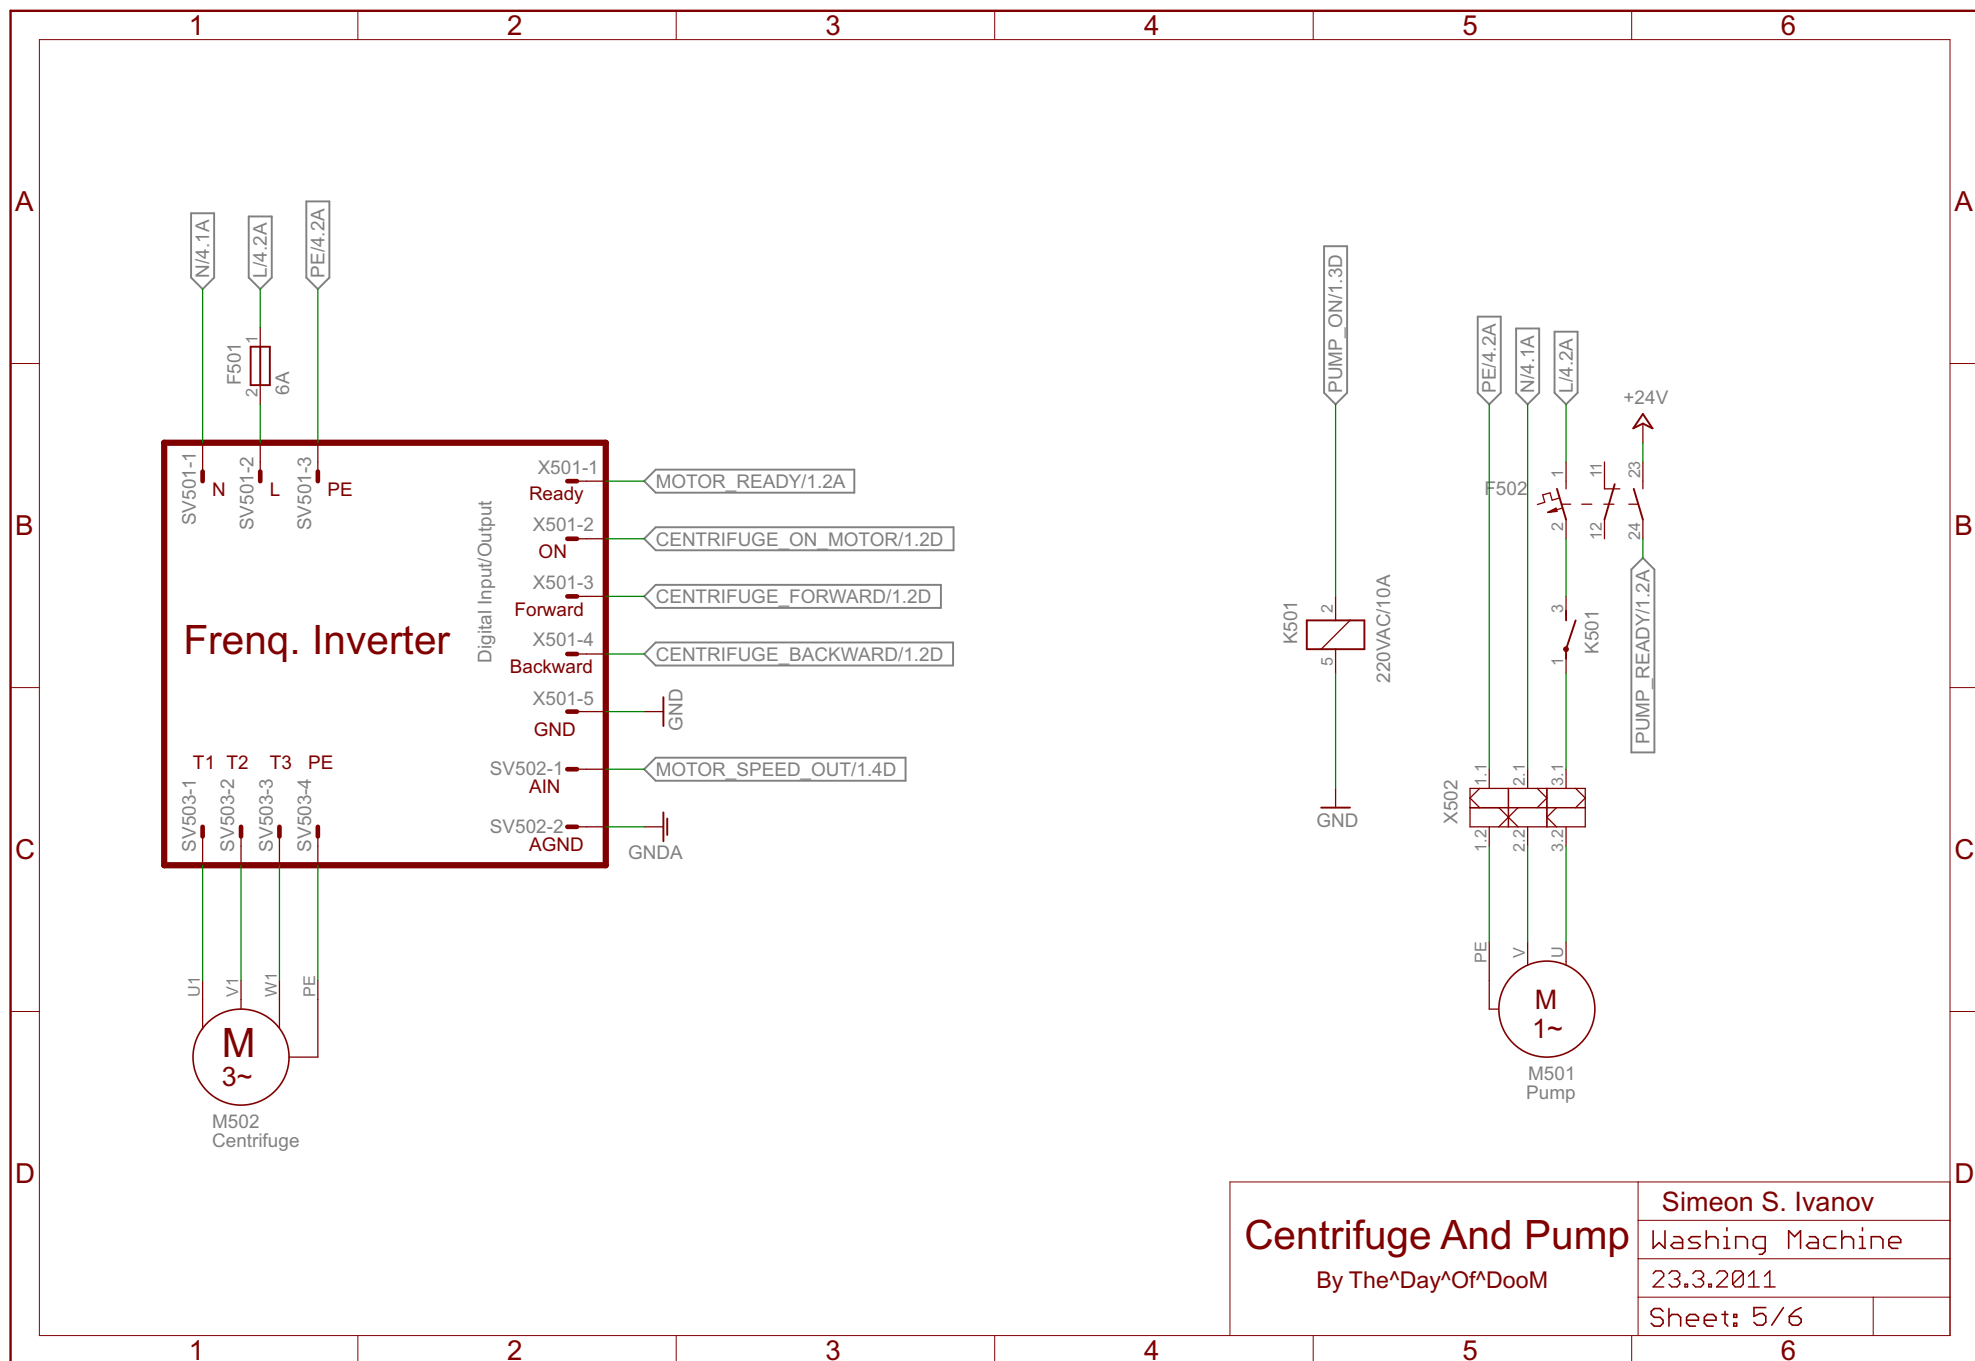 1 2 3 4 5 6
A A
B B
C C
D D
N/4.1A
L/4.2A
PE/4.2A
F501
1
2
6A
SV501-1
N
SV501-2
L
SV501-3
PE
Frenq. Inverter
Digital Input/Output
X501-1
Ready
MOTOR_READY/1.2A
X501-2
ON
CENTRIFUGE_ON_MOTOR/1.2D
X501-3
Forward
CENTRIFUGE_FORWARD/1.2D
X501-4
Backward
CENTRIFUGE_BACKWARD/1.2D
X501-5
GND
GND
SV502-1
AIN
MOTOR_SPEED_OUT/1.4D
SV502-2
AGND
GNDA
T1 T2 T3 PE
SV503-1
SV503-2
SV503-3
SV503-4
U1
V1
W1
PE
M
3~
M502
Centrifuge
PUMP_ON/1.3D
K501
2
5
220VAC/10A
GND
PE/4.2A
N/4.1A
L/4.2A
+24V
F502
1
2
11
12
23
24
PUMP_READY/1.2A
3
1
K501
X502
1.1
2.1
3.1
1.2
2.2
3.2
PE
V
U
M
1~
M501
Pump
Centrifuge And Pump
By The^Day^Of^DooM
Simeon S. Ivanov
Washing Machine
23.3.2011
Sheet: 5/6
1 2 3 4 5 6